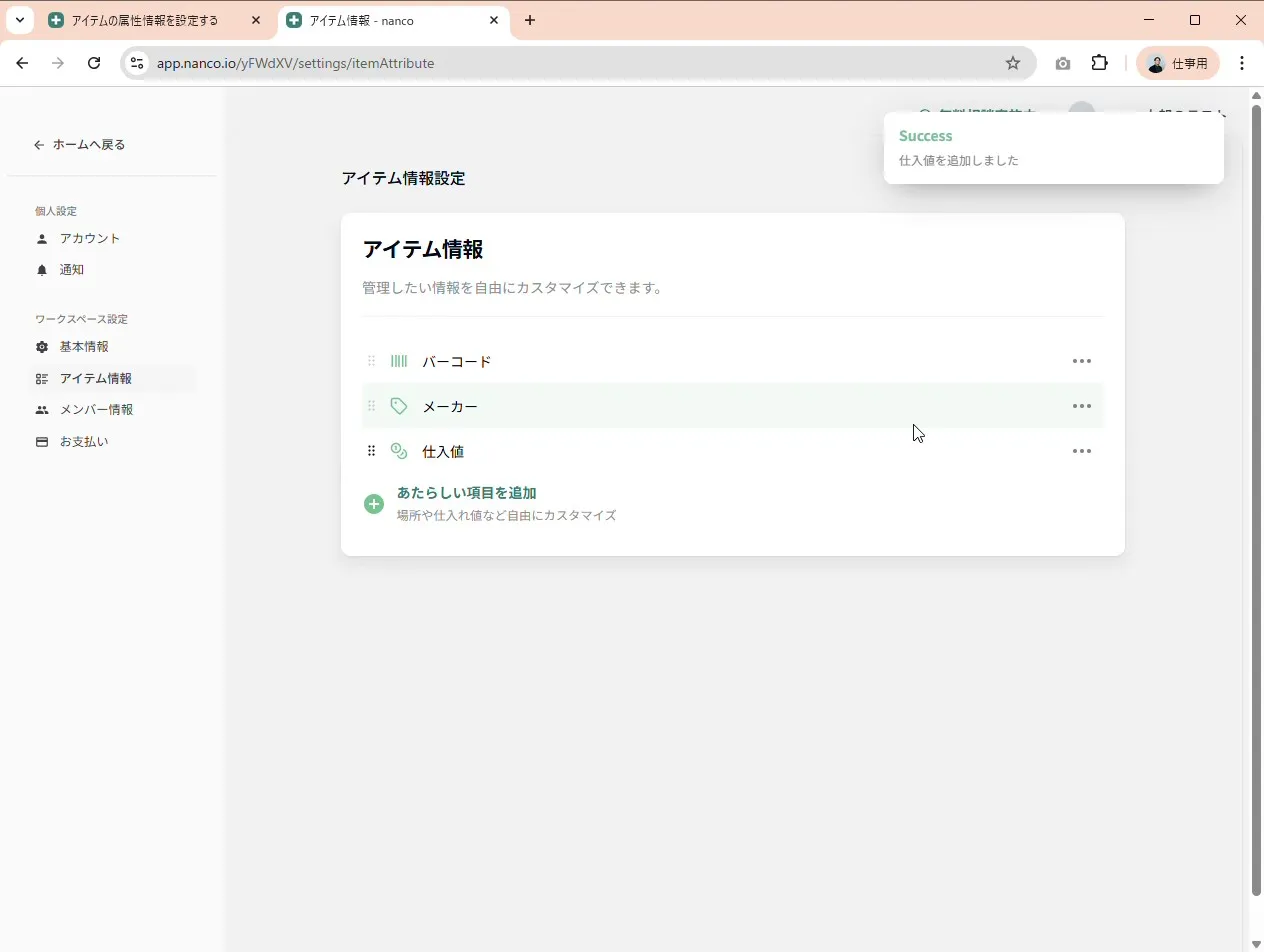 アイテムの属性情報を設定する
アイテム情報 - nanco
app.nanco.io/yFWdXV/settings/itemAttribute
仕事用
ホームへ戻る
個人設定
アカウント
通知
ワークスペース設定
基本情報
アイテム情報
メンバー情報
お支払い
Success
仕入値を追加しました
アイテム情報設定
アイテム情報
管理したい情報を自由にカスタマイズできます。
バーコード
メーカー
仕入値
あたらしい項目を追加
場所や仕入れ値など自由にカスタマイズ